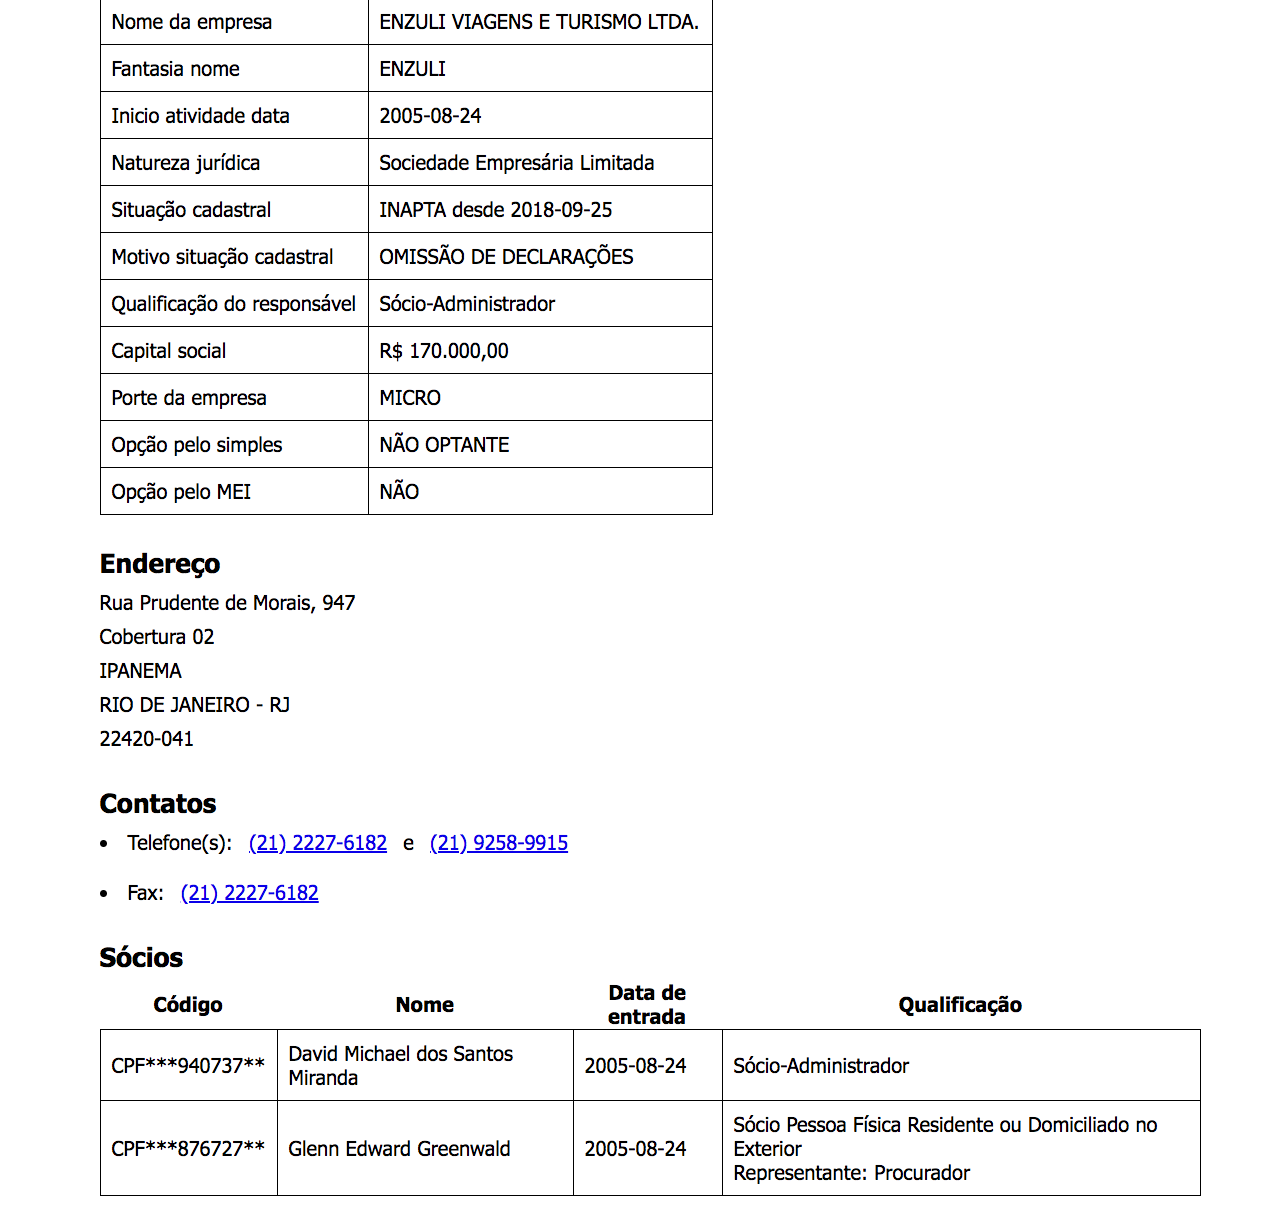 Nome da empresa ENZULI VIAGENS E TURISMO LTDA.
Fantasia nome ENZULI
Inicio atividade data 2005-08-24
Natureza jurídica Sociedade Empresária Limitada
Situação cadastral INAPTA desde 2018-09-25
Motivo situação cadastral OMISSÃO DE DECLARAÇÕES
Qualificação do responsável Sócio-Administrador
Capital social R$ 170.000,00
Porte da empresa MICRO
Opção pelo simples NÃO OPTANTE
Opção pelo MEI NÃO
Endereço
Rua Prudente de Morais, 947
Cobertura 02
IPANEMA
RIO DE JANEIRO - RJ
22420-041
Contatos
• Telefone(s): (21) 2227-6182 e (21) 9258-9915
• Fax: (21) 2227-6182
Sócios
Código Nome Data de entrada Qualificação
CPF***940737** David Michael dos Santos Miranda 2005-08-24 Sócio-Administrador
CPF***876727** Glenn Edward Greenwald 2005-08-24 Sócio Pessoa Física Residente ou Domiciliado no Exterior
Representante: Procurador